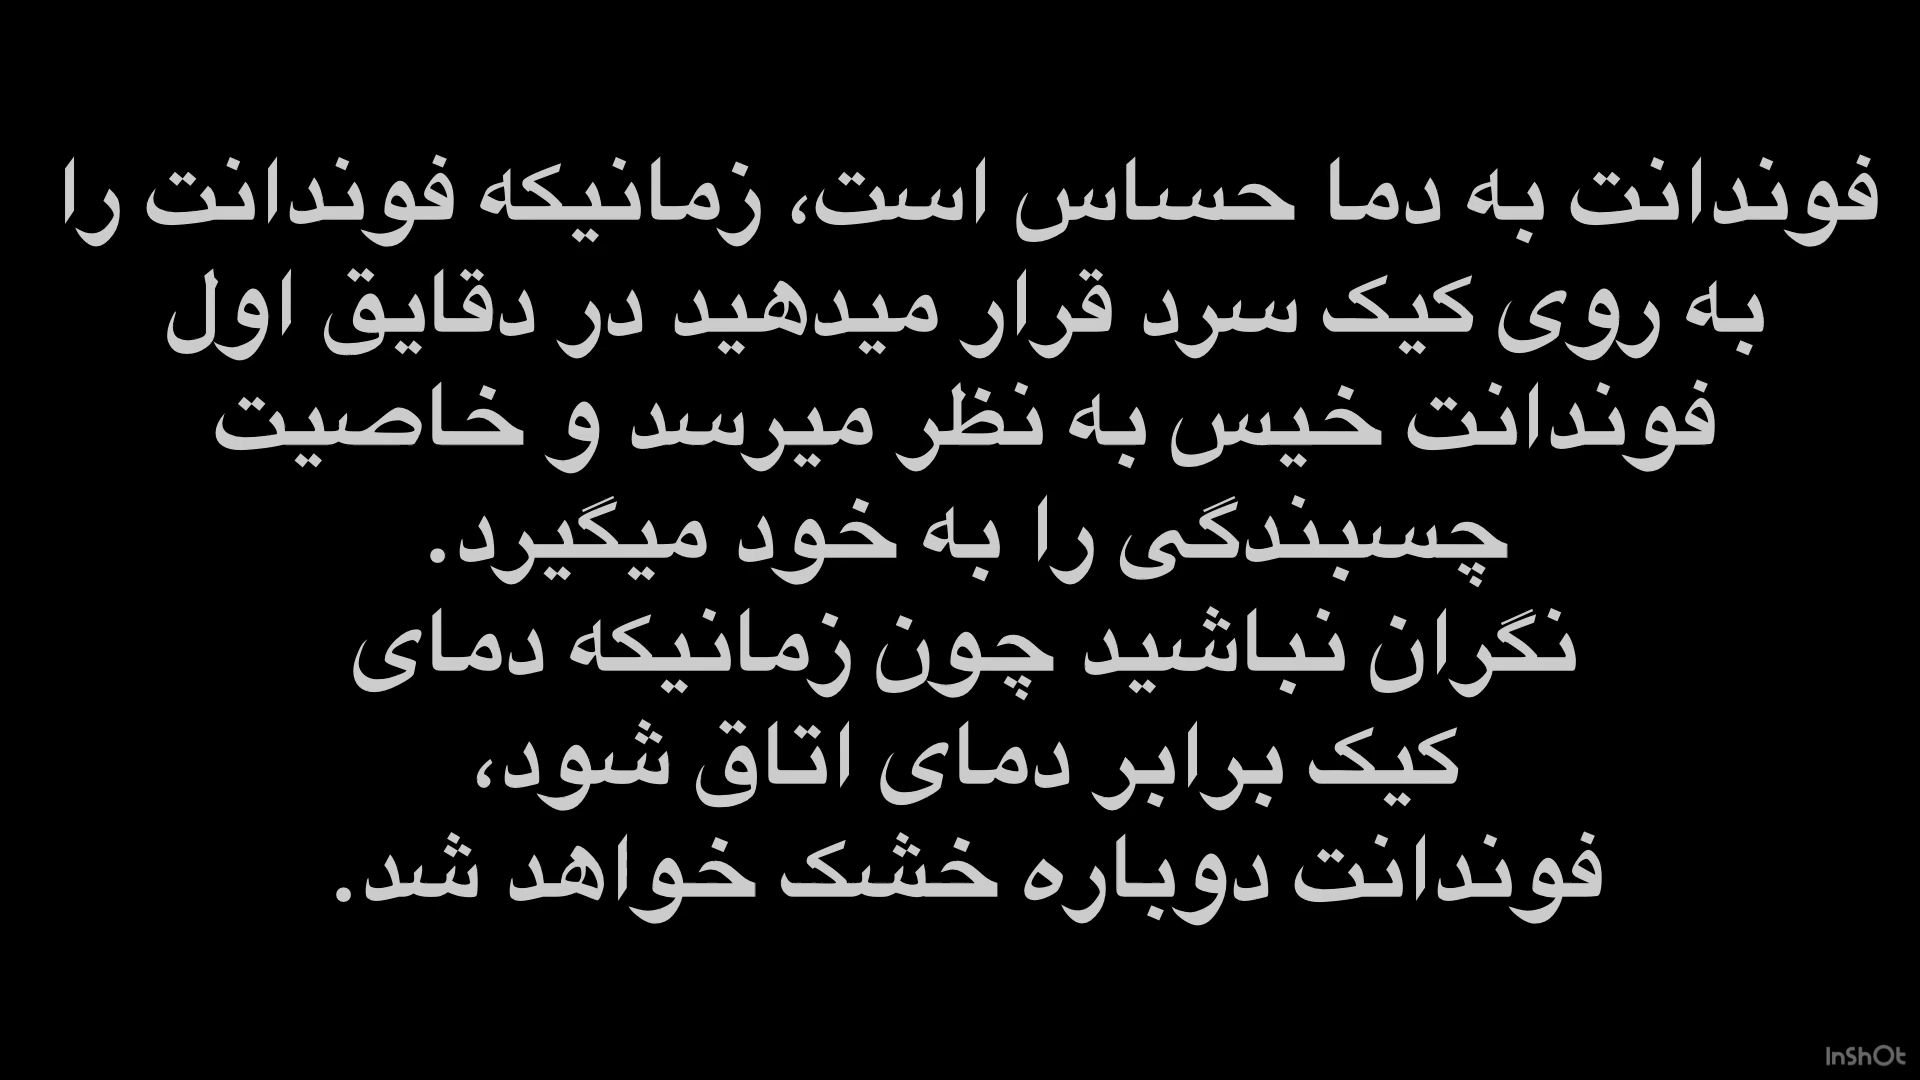 فوندانت به دما حساس است، زمانیکه فوندانت را
به روی کیک سرد قرار میدهید در دقایق اول
فوندانت خیس به نظر میرسد و خاصیت
چسبندگی را به خود میگیرد.
نگران نباشید چون زمانیکه دمای
کیک برابر دمای اتاق شود،
فوندانت دوباره خشک خواهد شد.
InShOt